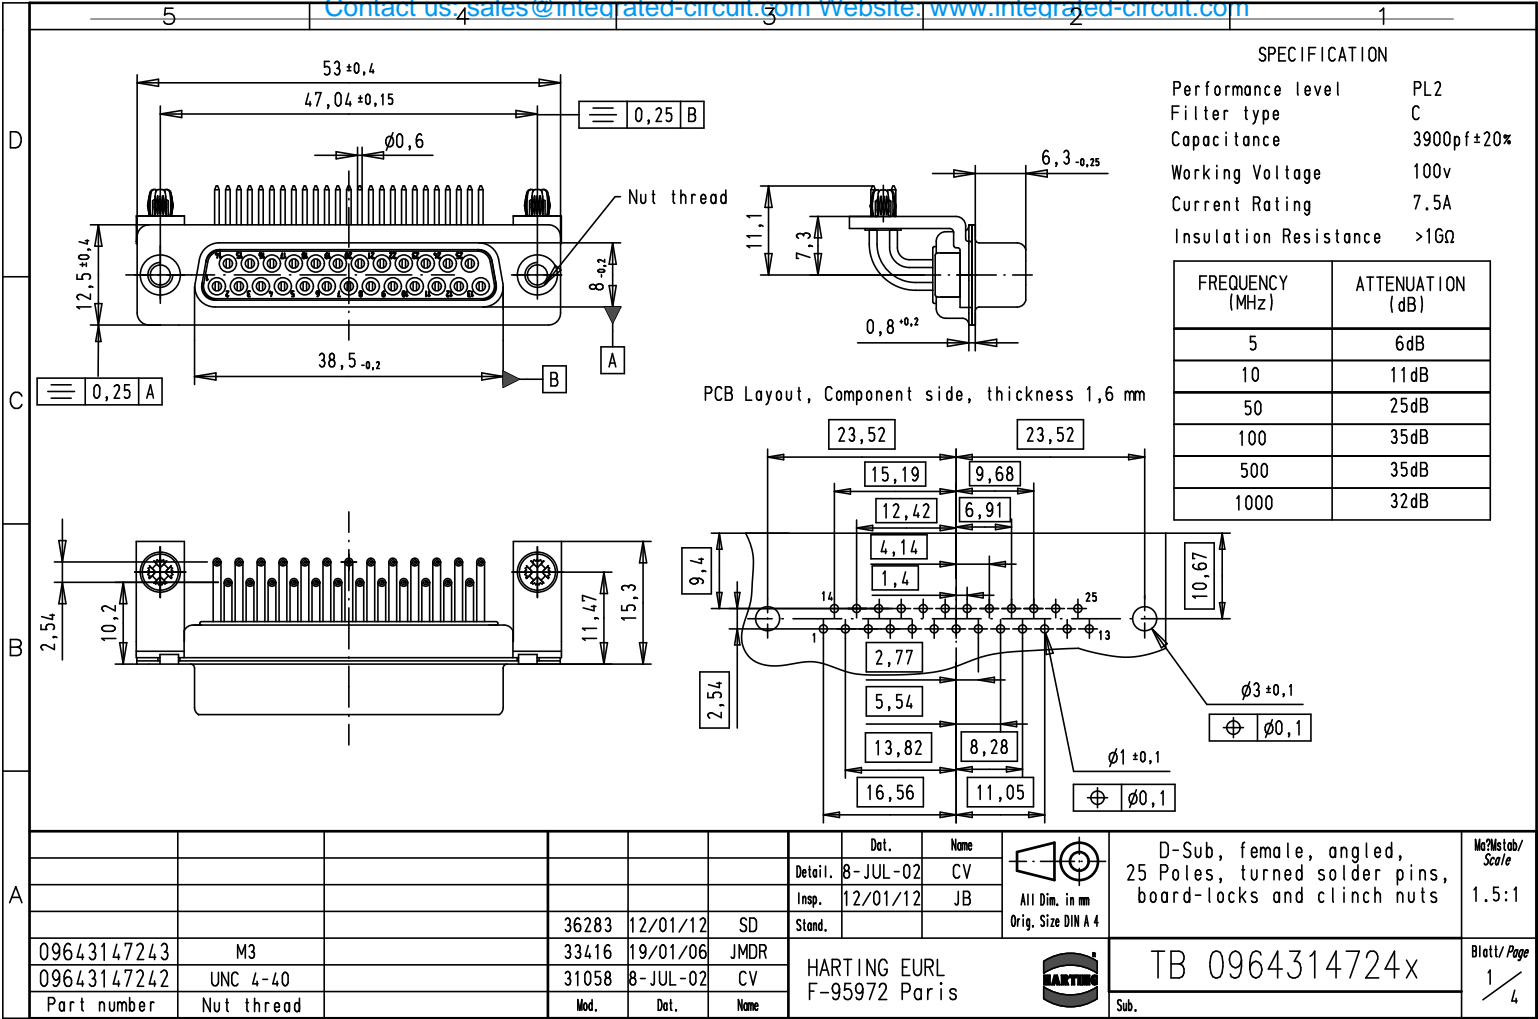 Contact us: sales@integrated-circuit.com Website: www.integrated-circuit.com
5 4 3 2 1
D
C
B
A
53 ±0,4
47,04 ±0,15
0,25 B
Ø0,6
Nut thread
12,5 ±0,4
8 -0,2
A
38,5 -0,2
B
0,25 A
6,3 -0,25
11,1
7,3
0,8 +0,2
SPECIFICATION
Performance level PL2
Filter type C
Capacitance 3900pf±20%
Working Voltage 100v
Current Rating 7.5A
Insulation Resistance >1GΩ
FREQUENCY (MHz) ATTENUATION (dB)
5 6dB
10 11dB
50 25dB
100 35dB
500 35dB
1000 32dB
PCB Layout, Component side, thickness 1,6 mm
23,52 23,52
15,19 9,68
12,42 6,91
4,14
1,4
9,4
10,67
14 25
1 13
2,54
2,77
5,54
13,82 8,28
16,56 11,05
Ø3 ±0,1
Ø0,1
Ø1 ±0,1
Ø0,1
2,54
10,2
11,47
15,3
36283 12/01/12 SD
09643147243 M3 33416 19/01/06 JMDR
09643147242 UNC 4-40 31058 8-JUL-02 CV
Part number Nut thread Mod. Dat. Name
Dat. Name
Detail. 8-JUL-02 CV
Insp. 12/01/12 JB
Stand.
All Dim. in mm
Orig. Size DIN A 4
D-Sub, female, angled,
25 Poles, turned solder pins,
board-locks and clinch nuts
Ma?Mstab/
Scale
1.5:1
HARTING EURL
F-95972 Paris
HARTING
TB 0964314724x
Sub.
Blatt/Page
1/4